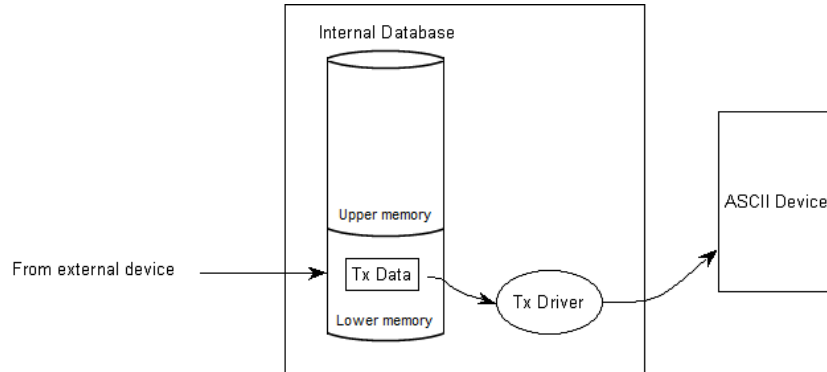 Internal Database
Upper memory
ASCII Device
From external device
Tx Data
Tx Driver
Lower memory